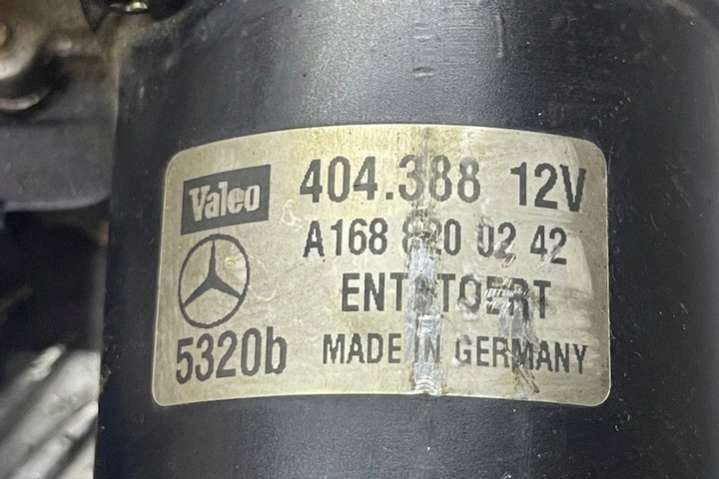 Valeo 404.388 12V
A168 820 02 42
ENTSTOERT
5320b MADE IN GERMANY